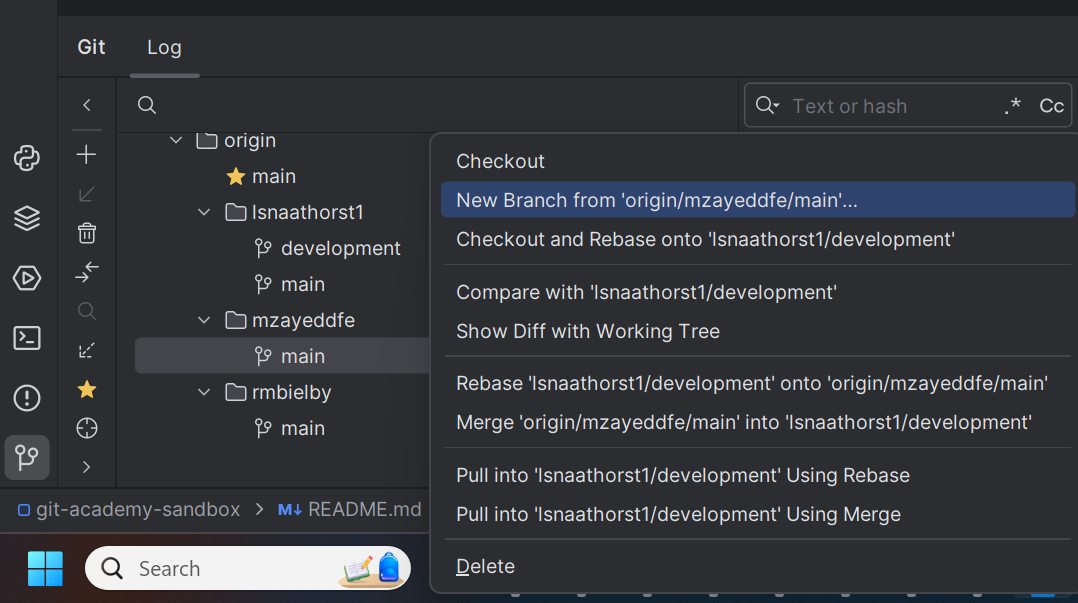 Git
Log
Text or hash
.*
Cc
origin
main
lsnaathorst1
development
main
mzayeddfe
main
rmbielby
main
Checkout
New Branch from 'origin/mzayeddfe/main'...
Checkout and Rebase onto 'lsnaathorst1/development'
Compare with 'lsnaathorst1/development'
Show Diff with Working Tree
Rebase 'lsnaathorst1/development' onto 'origin/mzayeddfe/main'
Merge 'origin/mzayeddfe/main' into 'lsnaathorst1/development'
Pull into 'lsnaathorst1/development' Using Rebase
Pull into 'lsnaathorst1/development' Using Merge
Delete
git-academy-sandbox > M↓ README.md
Search